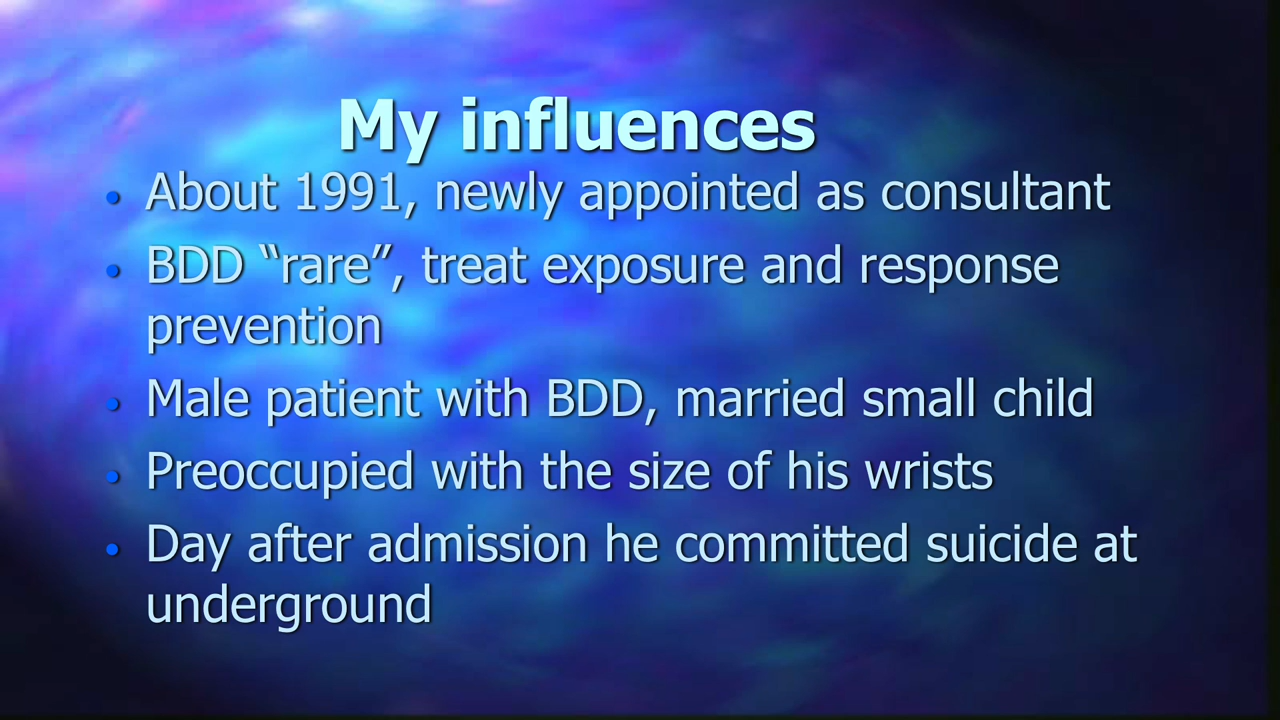 My influences
• About 1991, newly appointed as consultant
• BDD “rare”, treat exposure and response
prevention
• Male patient with BDD, married small child
• Preoccupied with the size of his wrists
• Day after admission he committed suicide at
underground